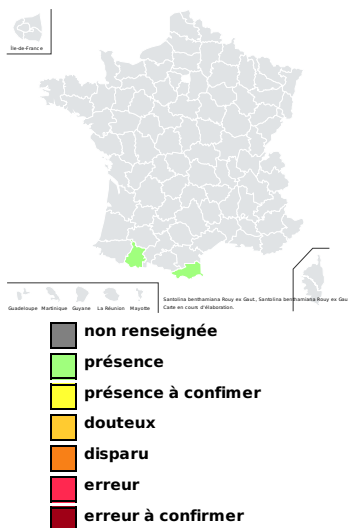 Île-de-France
Guadeloupe Martinique Guyane La Réunion Mayotte
Santolina benthamiana Rouy ex Gaut., Santolina benthamiana Rouy ex Gau
Carte en cours d'élaboration.
non renseignée
présence
présence à confimer
douteux
disparu
erreur
erreur à confirmer